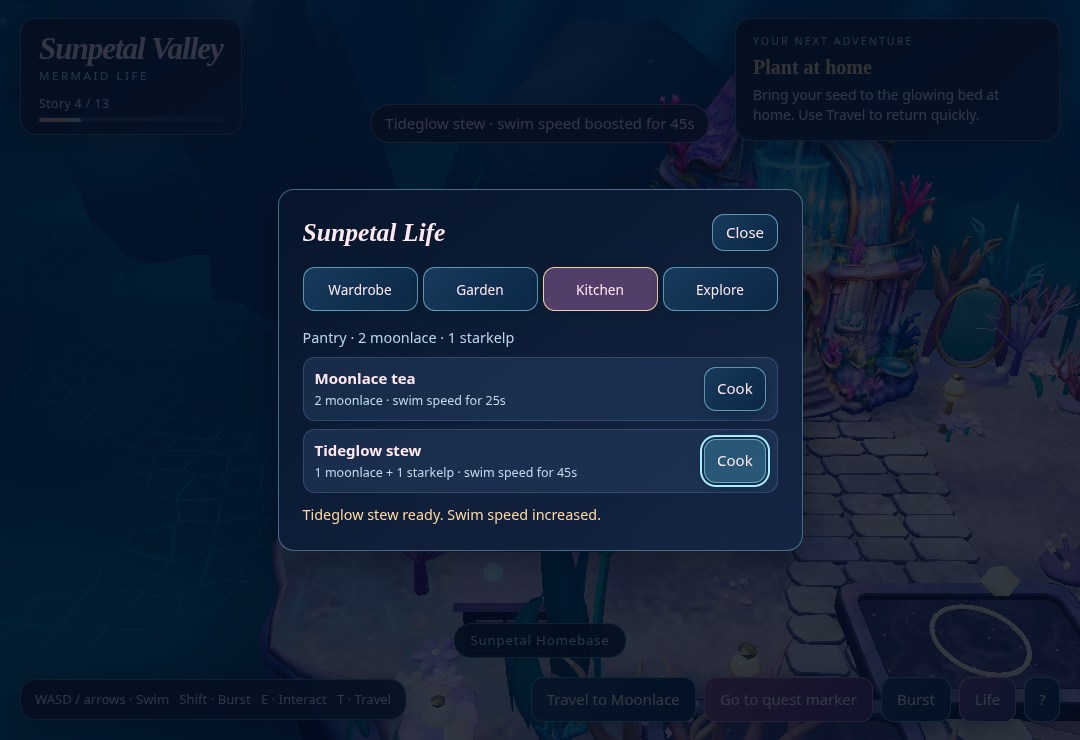 Sunpetal Valley
MERMAID LIFE
Story 4 / 13
YOUR NEXT ADVENTURE
Plant at home
Bring your seed to the glowing bed at
home. Use Travel to return quickly.
Tideglow stew · swim speed boosted for 45s
Sunpetal Life
Close
Wardrobe
Garden
Kitchen
Explore
Pantry · 2 moonlace · 1 starkelp
Moonlace tea
2 moonlace · swim speed for 25s
Cook
Tideglow stew
1 moonlace + 1 starkelp · swim speed for 45s
Cook
Tideglow stew ready. Swim speed increased.
Sunpetal Homebase
WASD / arrows · Swim Shift · Burst E · Interact T · Travel
Travel to Moonlace
Go to quest marker
Burst
Life
?